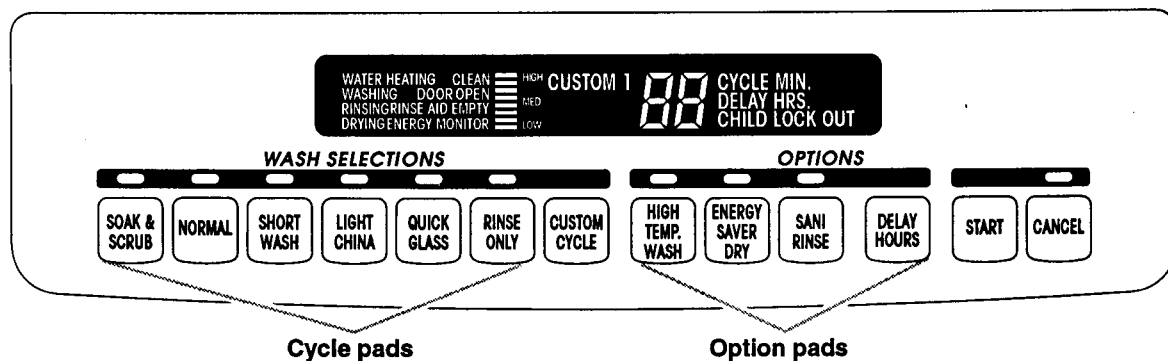 WATER HEATING CLEAN HIGH CUSTOM 1 88 CYCLE MIN.
WASHING DOOR OPEN MED DELAY HRS.
RINSING RINSE AID EMPTY CHILD LOCK OUT
DRYING ENERGY MONITOR LOW
WASH SELECTIONS OPTIONS
SOAK & SCRUB
NORMAL
SHORT WASH
LIGHT CHINA
QUICK GLASS
RINSE ONLY
CUSTOM CYCLE
HIGH TEMP. WASH
ENERGY SAVER DRY
SANI RINSE
DELAY HOURS
START
CANCEL
Cycle pads Option pads